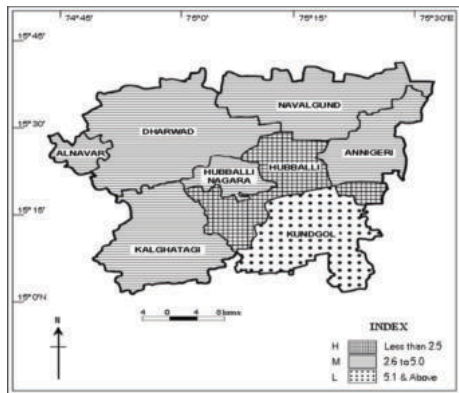 74°45' 75°0' 75°15' 75°30'E
15°45'
NAVALGUND
15°30'
DHARWAD
ALNAVAR
HUBBALLI
ANNIGERI
HUBBALLI
NAGARA
15°15'
KUNDGOL
KALGHATAGI
15°0'N
4 0 4 8 kms
N
INDEX
H Less than 2.5
M 2.6 to 5.0
L 5.1 & Above